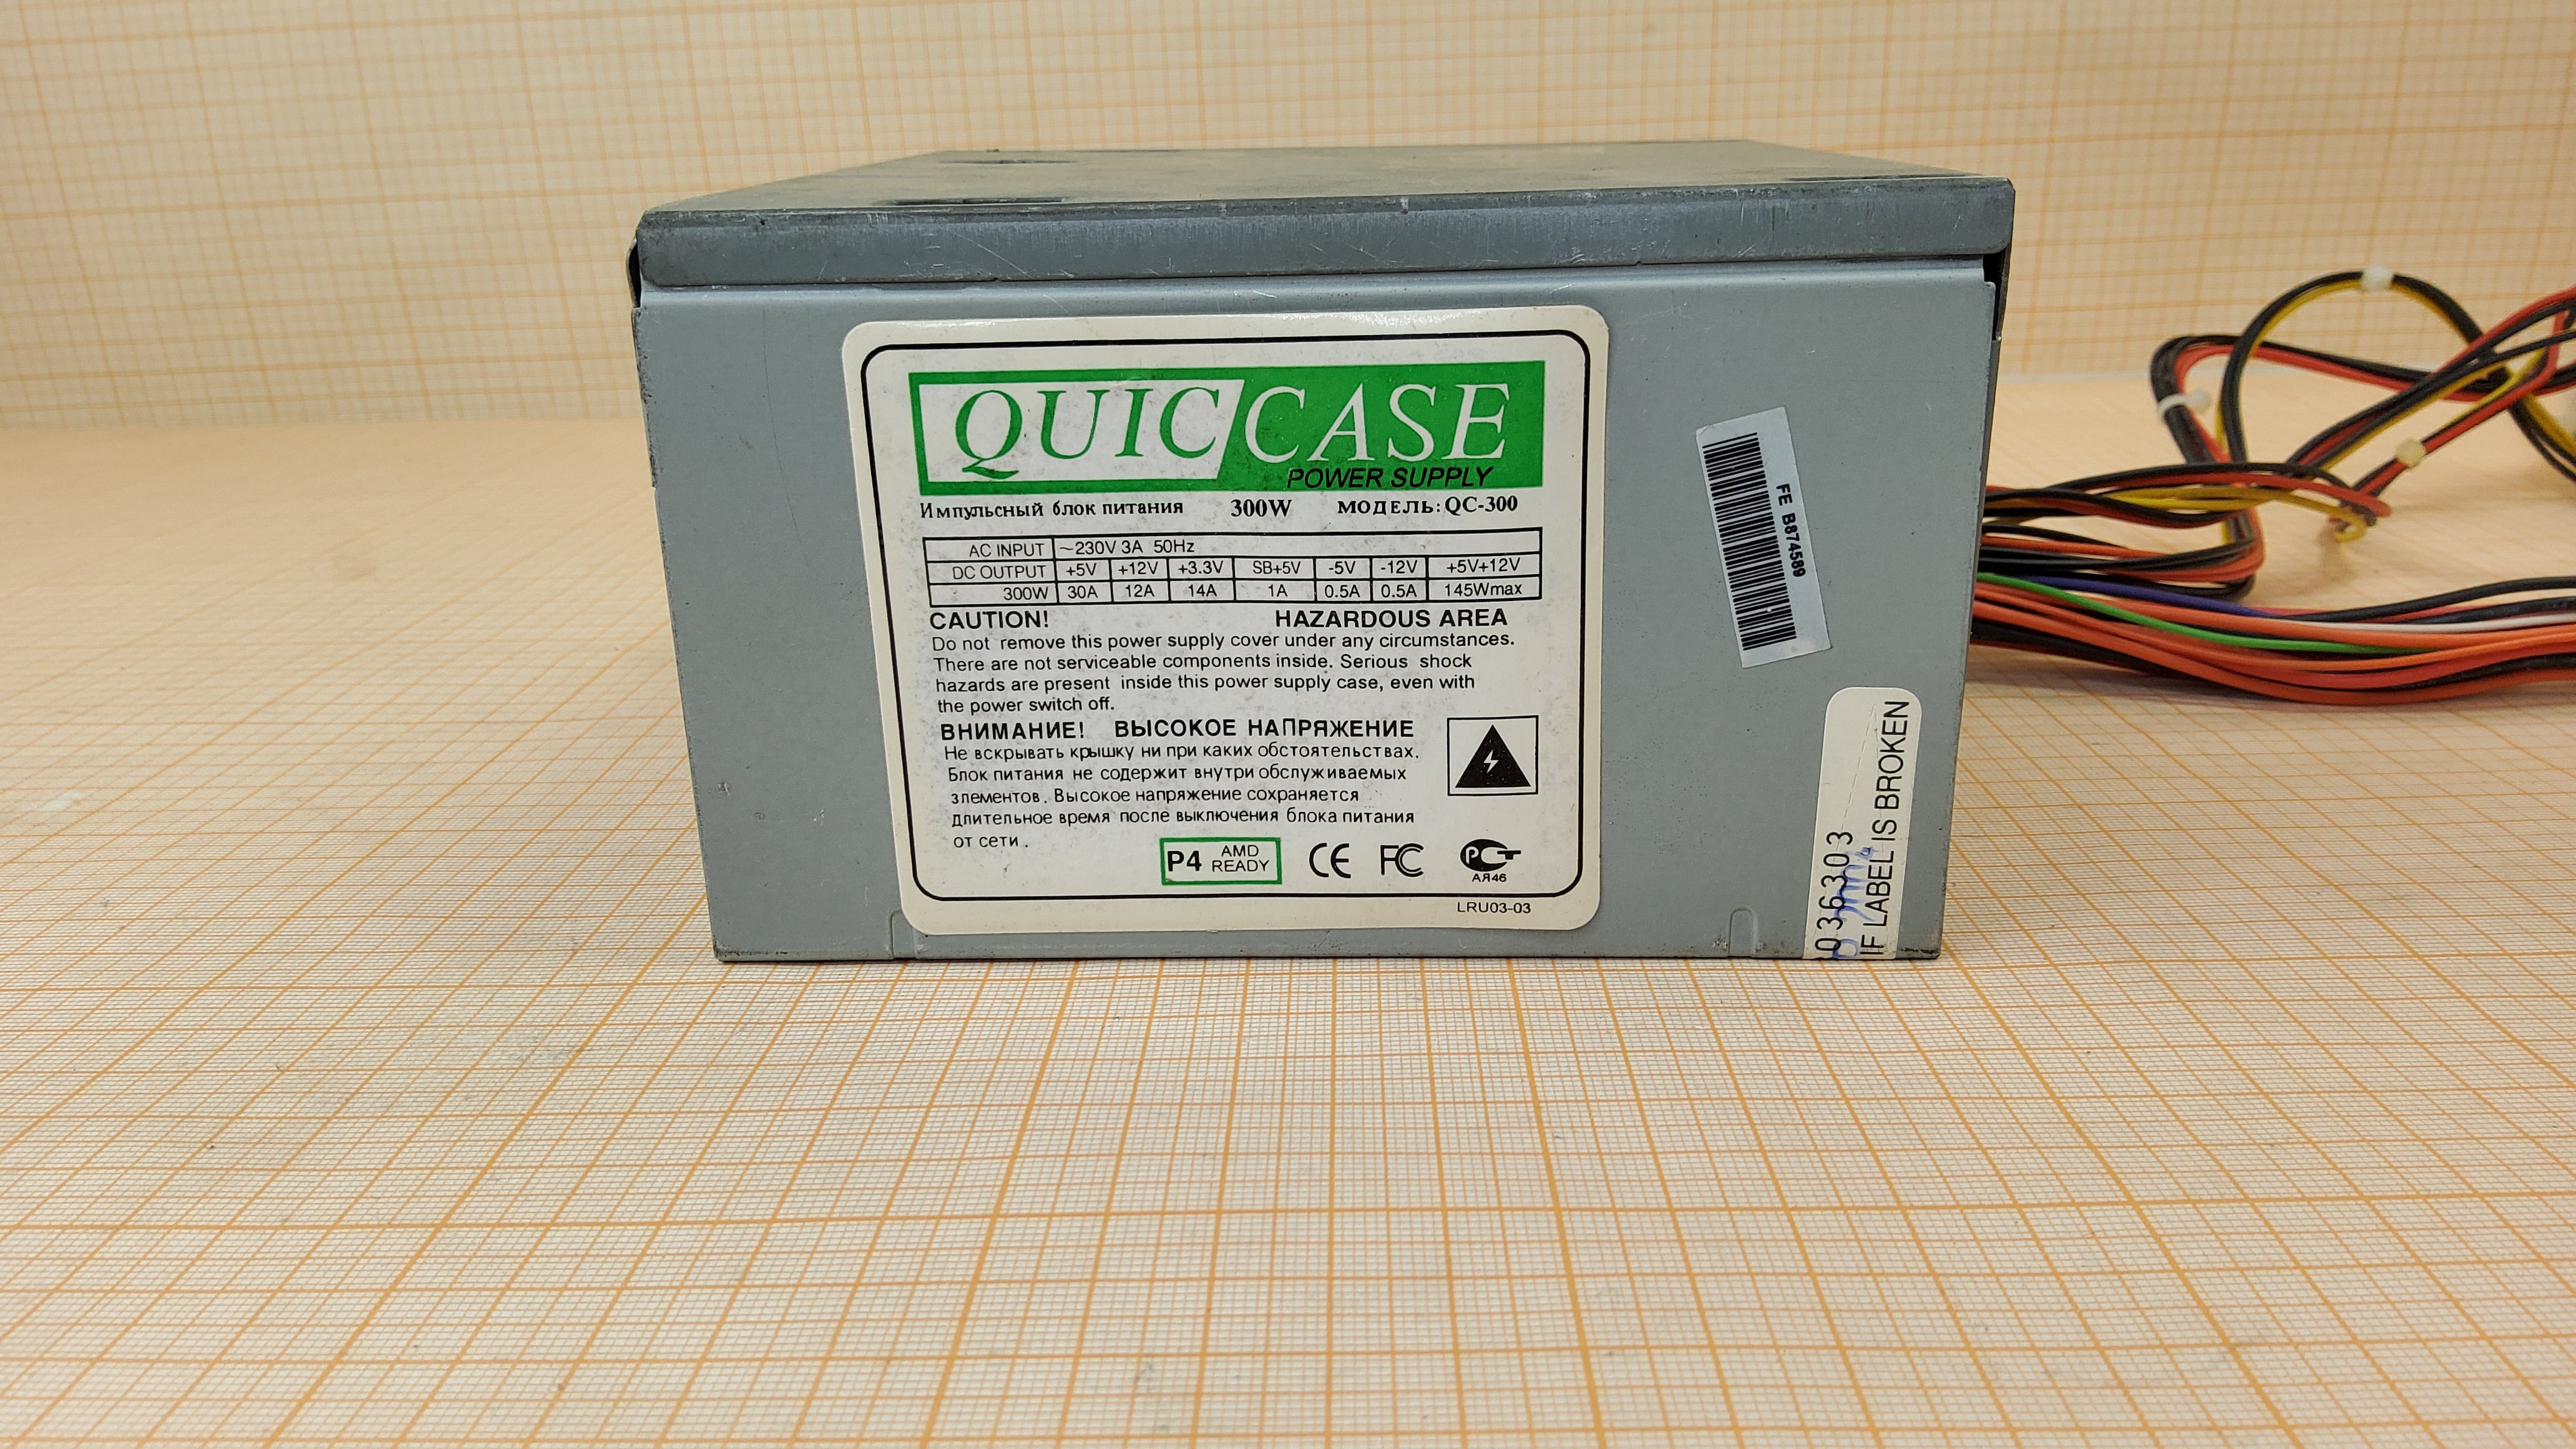 QUICCASE
POWER SUPPLY
Импульсный блок питания 300W МОДЕЛЬ: QC-300
AC INPUT ~230V 3A 50Hz
DC OUTPUT +5V +12V +3.3V SB+5V -5V -12V +5V+12V
300W 30A 12A 14A 1A 0.5A 0.5A 145Wmax
CAUTION! HAZARDOUS AREA
Do not remove this power supply cover under any circumstances.
There are not serviceable components inside. Serious shock
hazards are present inside this power supply case, even with
the power switch off.
ВНИМАНИЕ! ВЫСОКОЕ НАПРЯЖЕНИЕ
Не вскрывать крышку ни при каких обстоятельствах.
Блок питания не содержит внутри обслуживаемых
злементов. Высокое напряжение сохраняется
длительное время после выключения блока питания
от сети.
P4 AMD
READY
CE FC РСТ
АЯ46
LRU03-03
FE B874589
036303
IF LABEL IS BROKEN